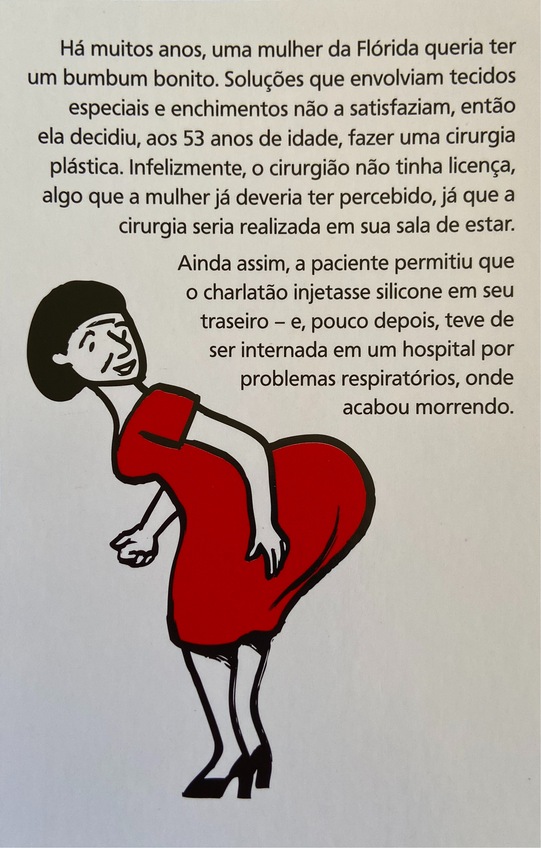 Há muitos anos, uma mulher da Flórida queria ter
um bumbum bonito. Soluções que envolviam tecidos
especiais e enchimentos não a satisfaziam, então
ela decidiu, aos 53 anos de idade, fazer uma cirurgia
plástica. Infelizmente, o cirurgião não tinha licença,
algo que a mulher já deveria ter percebido, já que a
cirurgia seria realizada em sua sala de estar.
Ainda assim, a paciente permitiu que
o charlatão injetasse silicone em seu
traseiro – e, pouco depois, teve de
ser internada em um hospital por
problemas respiratórios, onde
acabou morrendo.